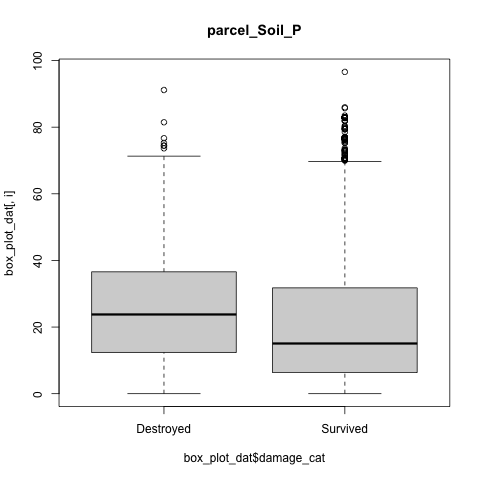 parcel_Soil_P
box_plot_dat[, i]
100
80
60
40
20
0
Destroyed
Survived
box_plot_dat$damage_cat